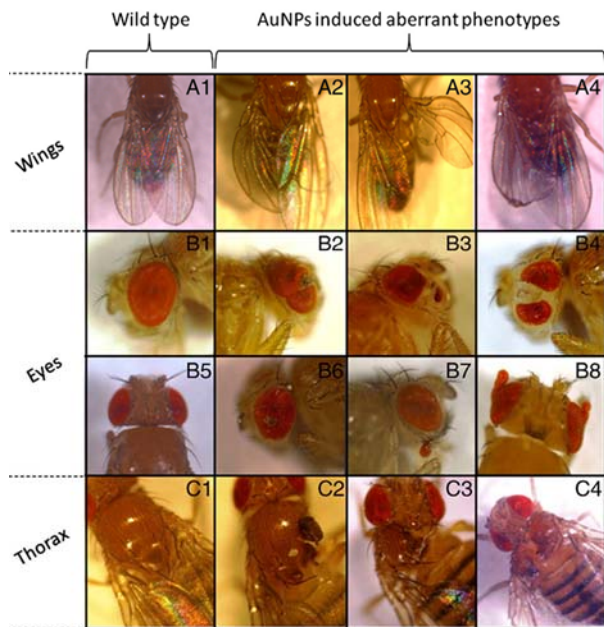 Wild type
AuNPs induced aberrant phenotypes
Wings
A1
A2
A3
A4
Eyes
B1
B2
B3
B4
B5
B6
B7
B8
Thorax
C1
C2
C3
C4